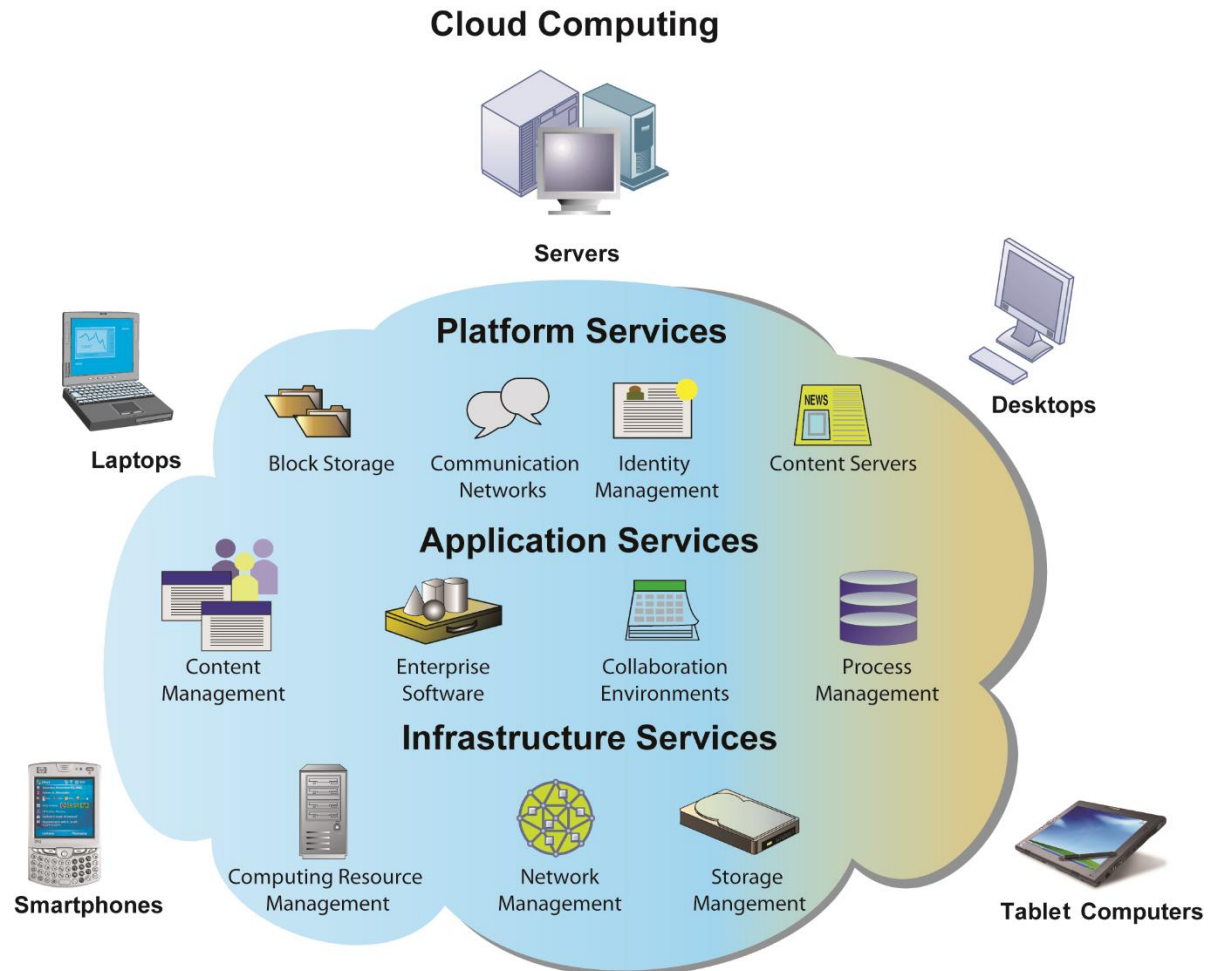 Cloud Computing
Servers
Laptops
Desktops
Platform Services
Block Storage
Communication
Networks
Identity
Management
NEWS
Content Servers
Application Services
Content
Management
Enterprise
Software
Collaboration
Environments
Process
Management
Infrastructure Services
Computing Resource
Management
Network
Management
Storage
Mangement
Smartphones
Tablet Computers